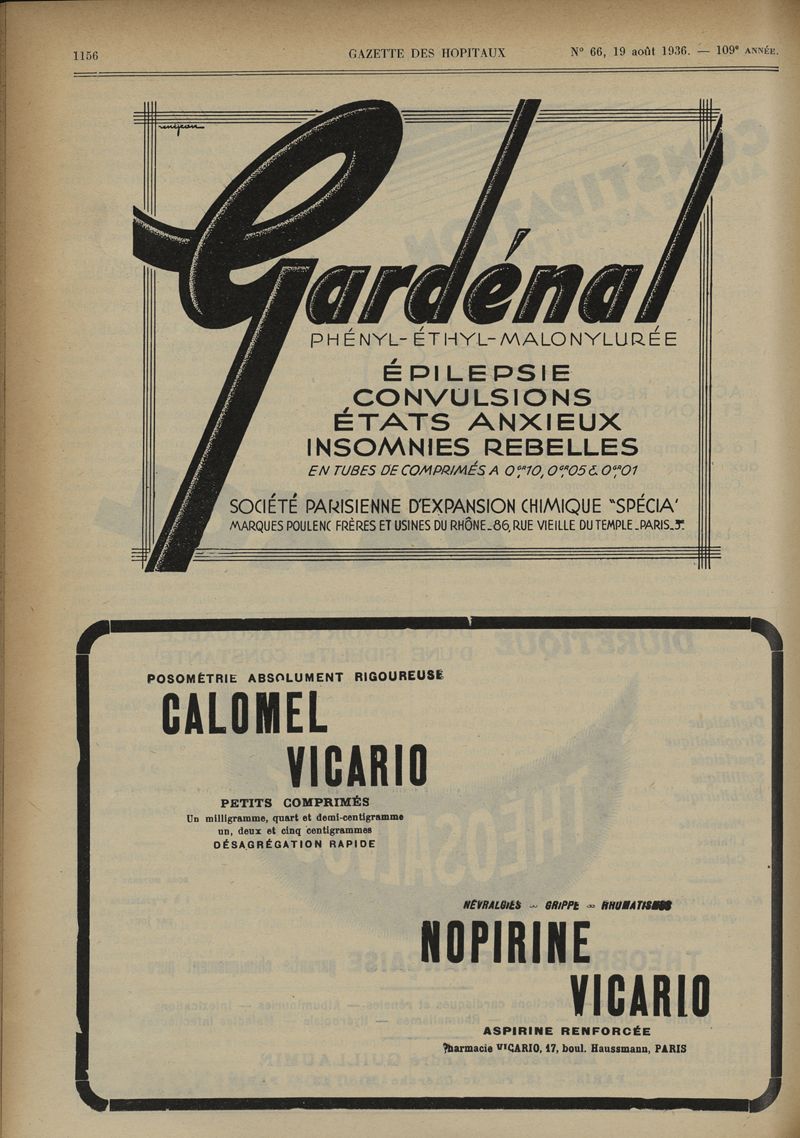 1156 GAZETTE DES HOPITAUX Nº 66, 19 août 1936. — 109e ANNÉE.
Gardénal
PHÉNYL-ÉTHYL-MALONYLURÉE
ÉPILEPSIE
CONVULSIONS
ÉTATS ANXIEUX
INSOMNIES REBELLES
EN TUBES DE COMPRIMÉS A 0gr10, 0gr05 & 0gr01
SOCIÉTÉ PARISIENNE D'EXPANSION CHIMIQUE "SPÉCIA"
MARQUES POULENC FRÈRES ET USINES DU RHÔNE_86, RUE VIEILLE DU TEMPLE_PARIS_3e.
POSOMÉTRIE ABSOLUMENT RIGOUREUSE
CALOMEL
VICARIO
PETITS COMPRIMÉS
Un milligramme, quart et demi-centigramme
un, deux et cinq centigrammes
DÉSAGRÉGATION RAPIDE
NÉVRALGIES - GRIPPE - RHUMATISMES
NOPIRINE
VICARIO
ASPIRINE RENFORCÉE
Pharmacie VICARIO, 17, boul. Haussmann, PARIS